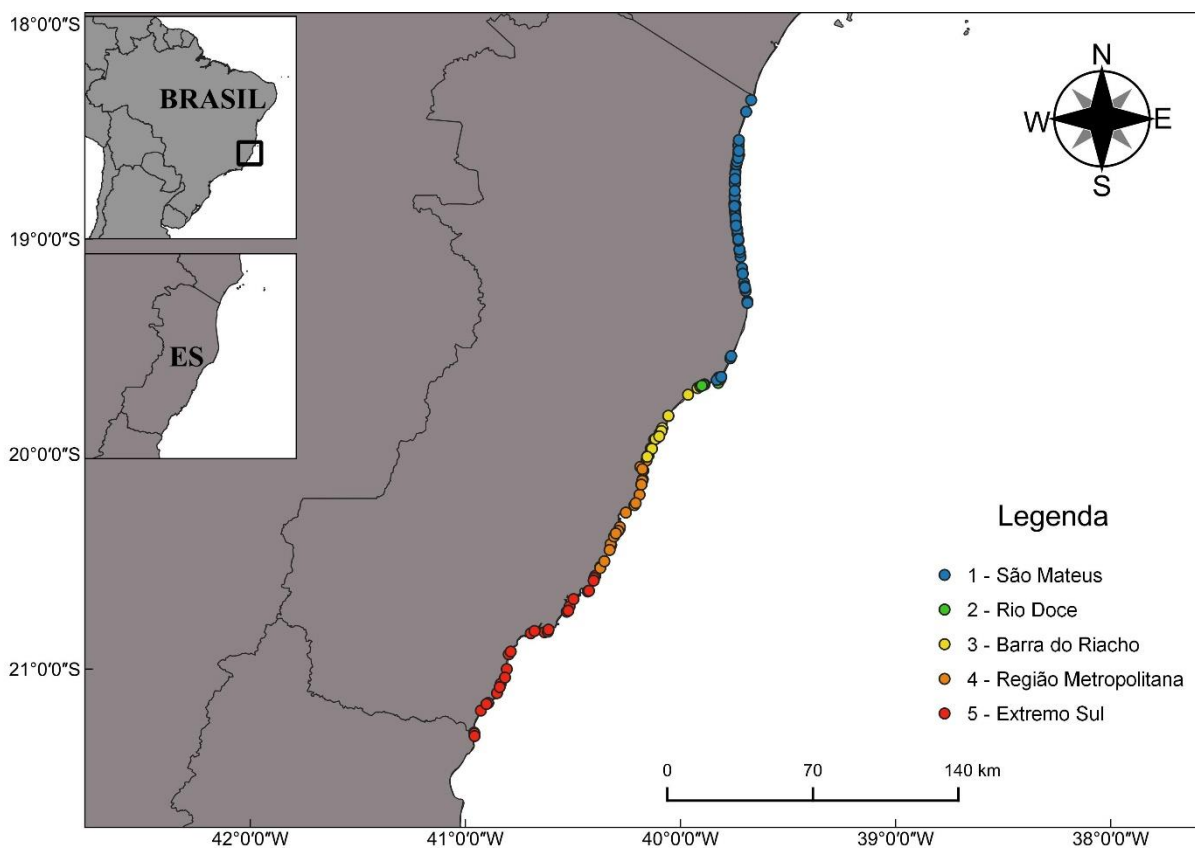 18°0'0"S
19°0'0"S
20°0'0"S
21°0'0"S
BRASIL
ES
N
W
E
S
Legenda
1 - São Mateus
2 - Rio Doce
3 - Barra do Riacho
4 - Região Metropolitana
5 - Extremo Sul
0 70 140 km
42°0'0"W 41°0'0"W 40°0'0"W 39°0'0"W 38°0'0"W